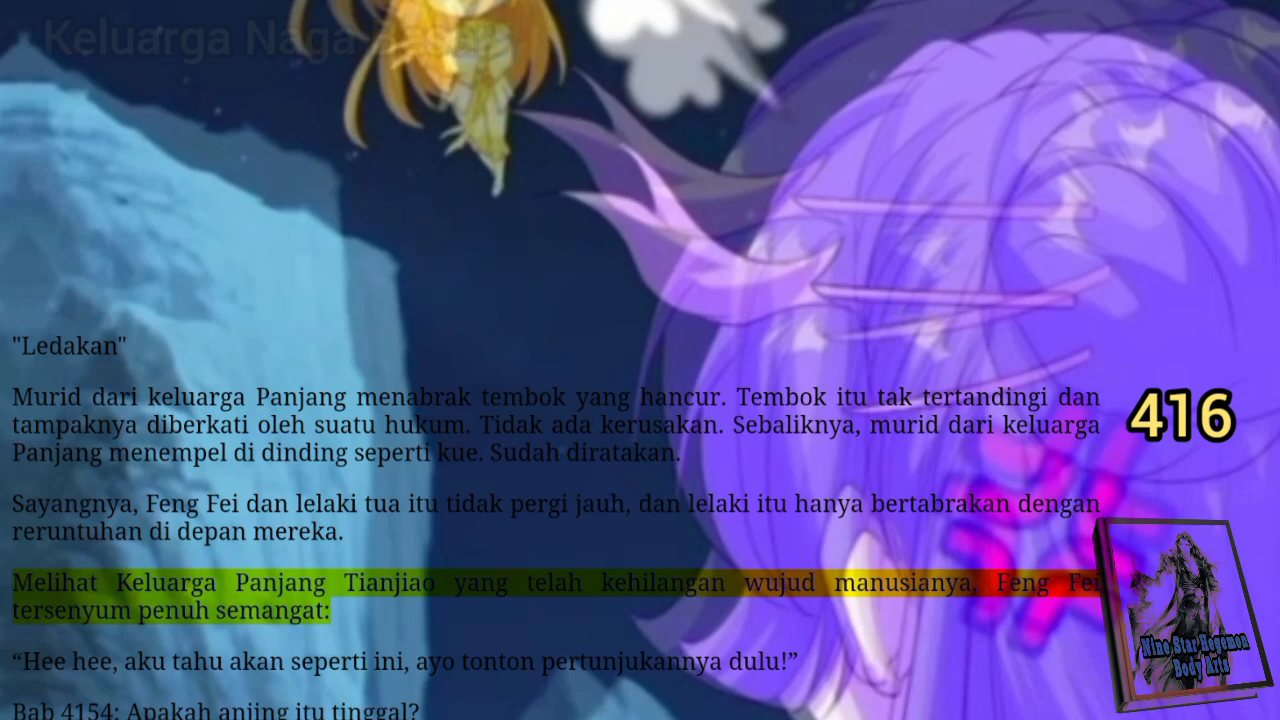 Keluarga Naga
"Ledakan"
Murid dari keluarga Panjang menabrak tembok yang hancur. Tembok itu tak tertandingi dan
tampaknya diberkati oleh suatu hukum. Tidak ada kerusakan. Sebaliknya, murid dari keluarga
Panjang menempel di dinding seperti kue. Sudah diratakan.
Sayangnya, Feng Fei dan lelaki tua itu tidak pergi jauh, dan lelaki itu hanya bertabrakan dengan
reruntuhan di depan mereka.
Melihat Keluarga Panjang Tianjiao yang telah kehilangan wujud manusianya, Feng Fei
tersenyum penuh semangat:
“Hee hee, aku tahu akan seperti ini, ayo tonton pertunjukannya dulu!”
Bab 4154: Apakah anjing itu tinggal?
416
Nine Star Hegemon
Body Arts